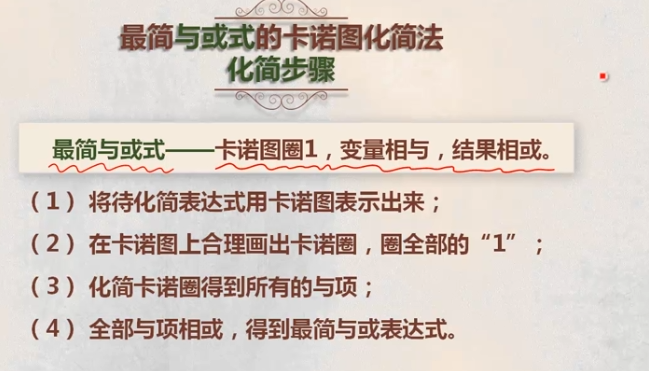 最简与或式的卡诺图化简法
化简步骤
最简与或式——卡诺图圈1，变量相与，结果相或。
（1） 将待化简表达式用卡诺图表示出来；
（2） 在卡诺图上合理画出卡诺圈，圈全部的“1”；
（3） 化简卡诺圈得到所有的与项；
（4） 全部与项相或，得到最简与或表达式。